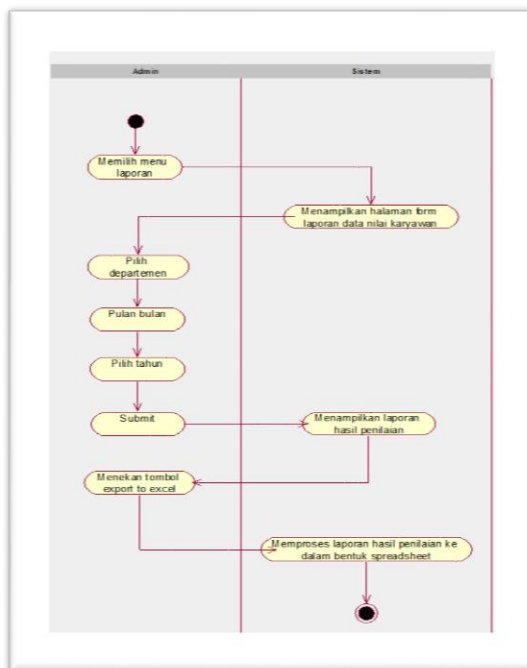 Admin
Sistem
Memilih menu
laporan
Menampilkan halaman form
laporan data nilai karyawan
Pilih
departemen
Pulan bulan
Pilih tahun
Submit
Menampilkan laporan
hasil penilaian
Menekan tombol
export to excel
Memproses laporan hasil penilaian ke
dalam bentuk spreadsheet